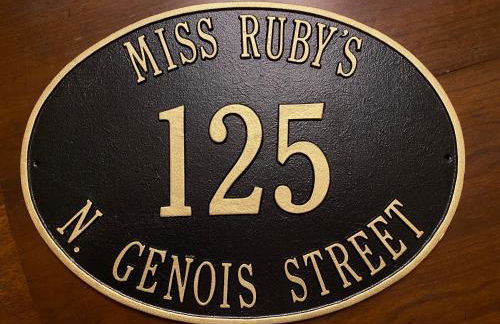 MISS RUBY'S
125
N. GENOIS STREET